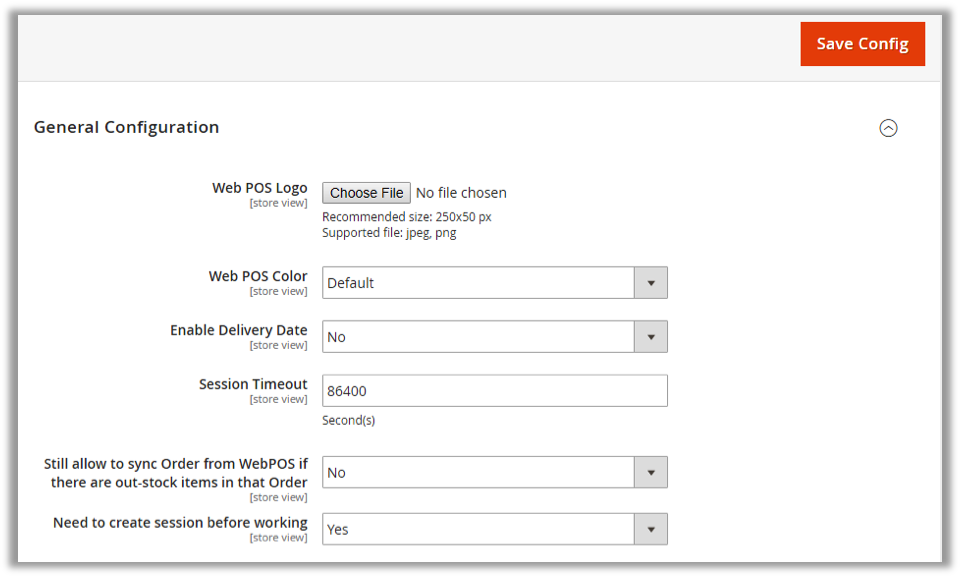 Save Config
General Configuration
Web POS Logo
[store view]
Choose File No file chosen
Recommended size: 250x50 px
Supported file: jpeg, png
Web POS Color
[store view]
Default
Enable Delivery Date
[store view]
No
Session Timeout
[store view]
86400
Second(s)
Still allow to sync Order from WebPOS if
there are out-stock items in that Order
[store view]
No
Need to create session before working
[store view]
Yes